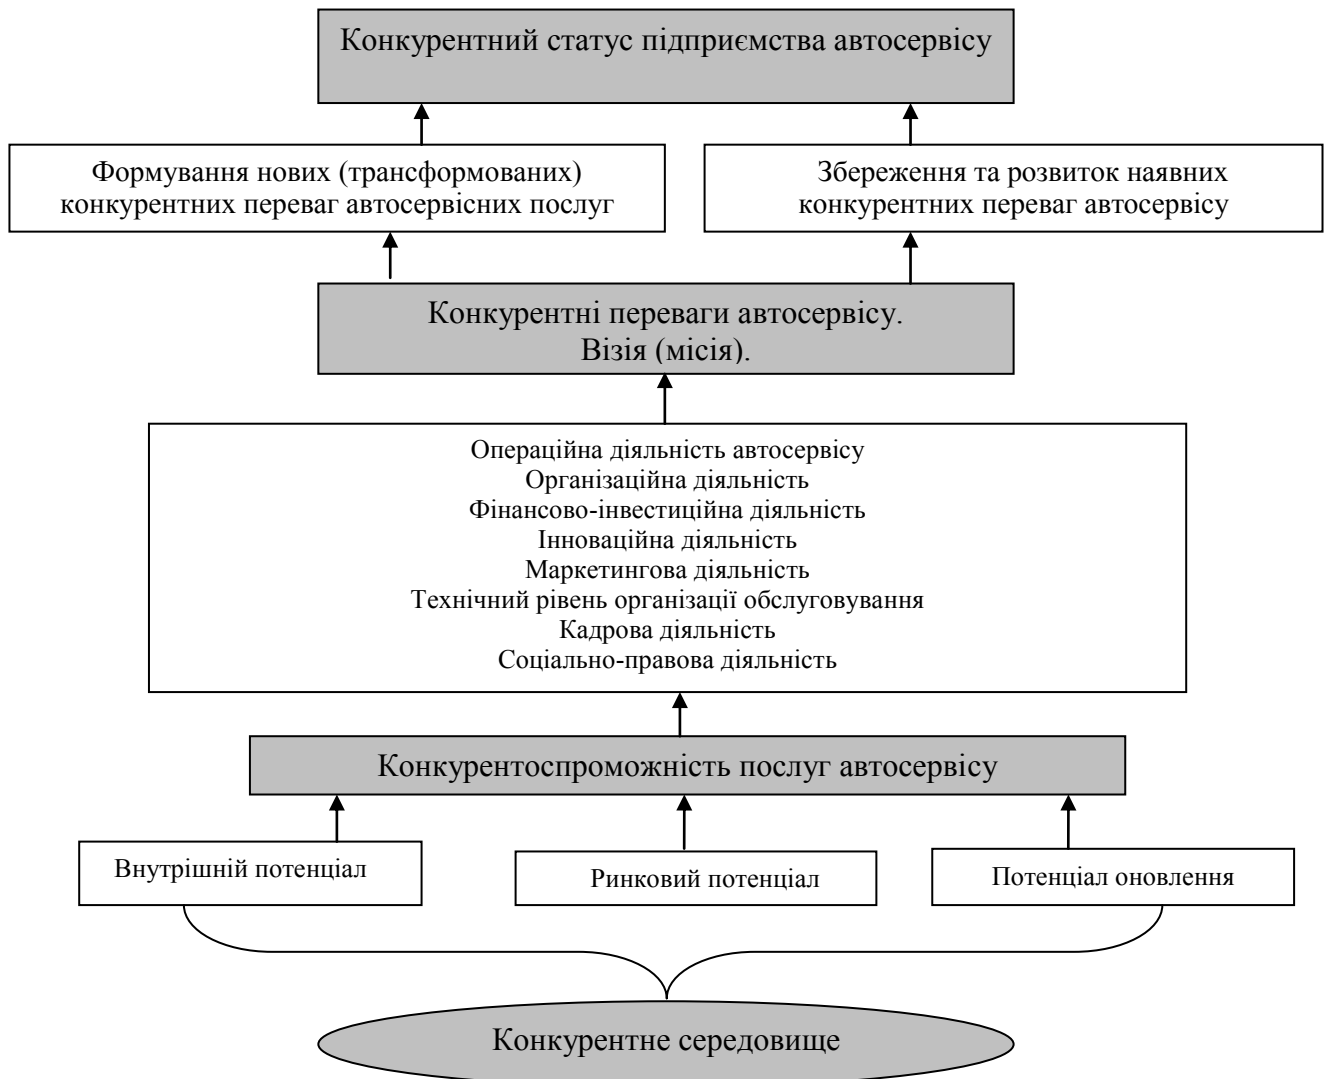 Конкурентний статус підприємства автосервісу
Формування нових (трансформованих)
конкурентних переваг автосервісних послуг
Збереження та розвиток наявних
конкурентних переваг автосервісу
Конкурентні переваги автосервісу.
Візія (місія).
Операційна діяльність автосервісу
Організаційна діяльність
Фінансово-інвестиційна діяльність
Інноваційна діяльність
Маркетингова діяльність
Технічний рівень організації обслуговування
Кадрова діяльність
Соціально-правова діяльність
Конкурентоспроможність послуг автосервісу
Внутрішній потенціал
Ринковий потенціал
Потенціал оновлення
Конкурентне середовище